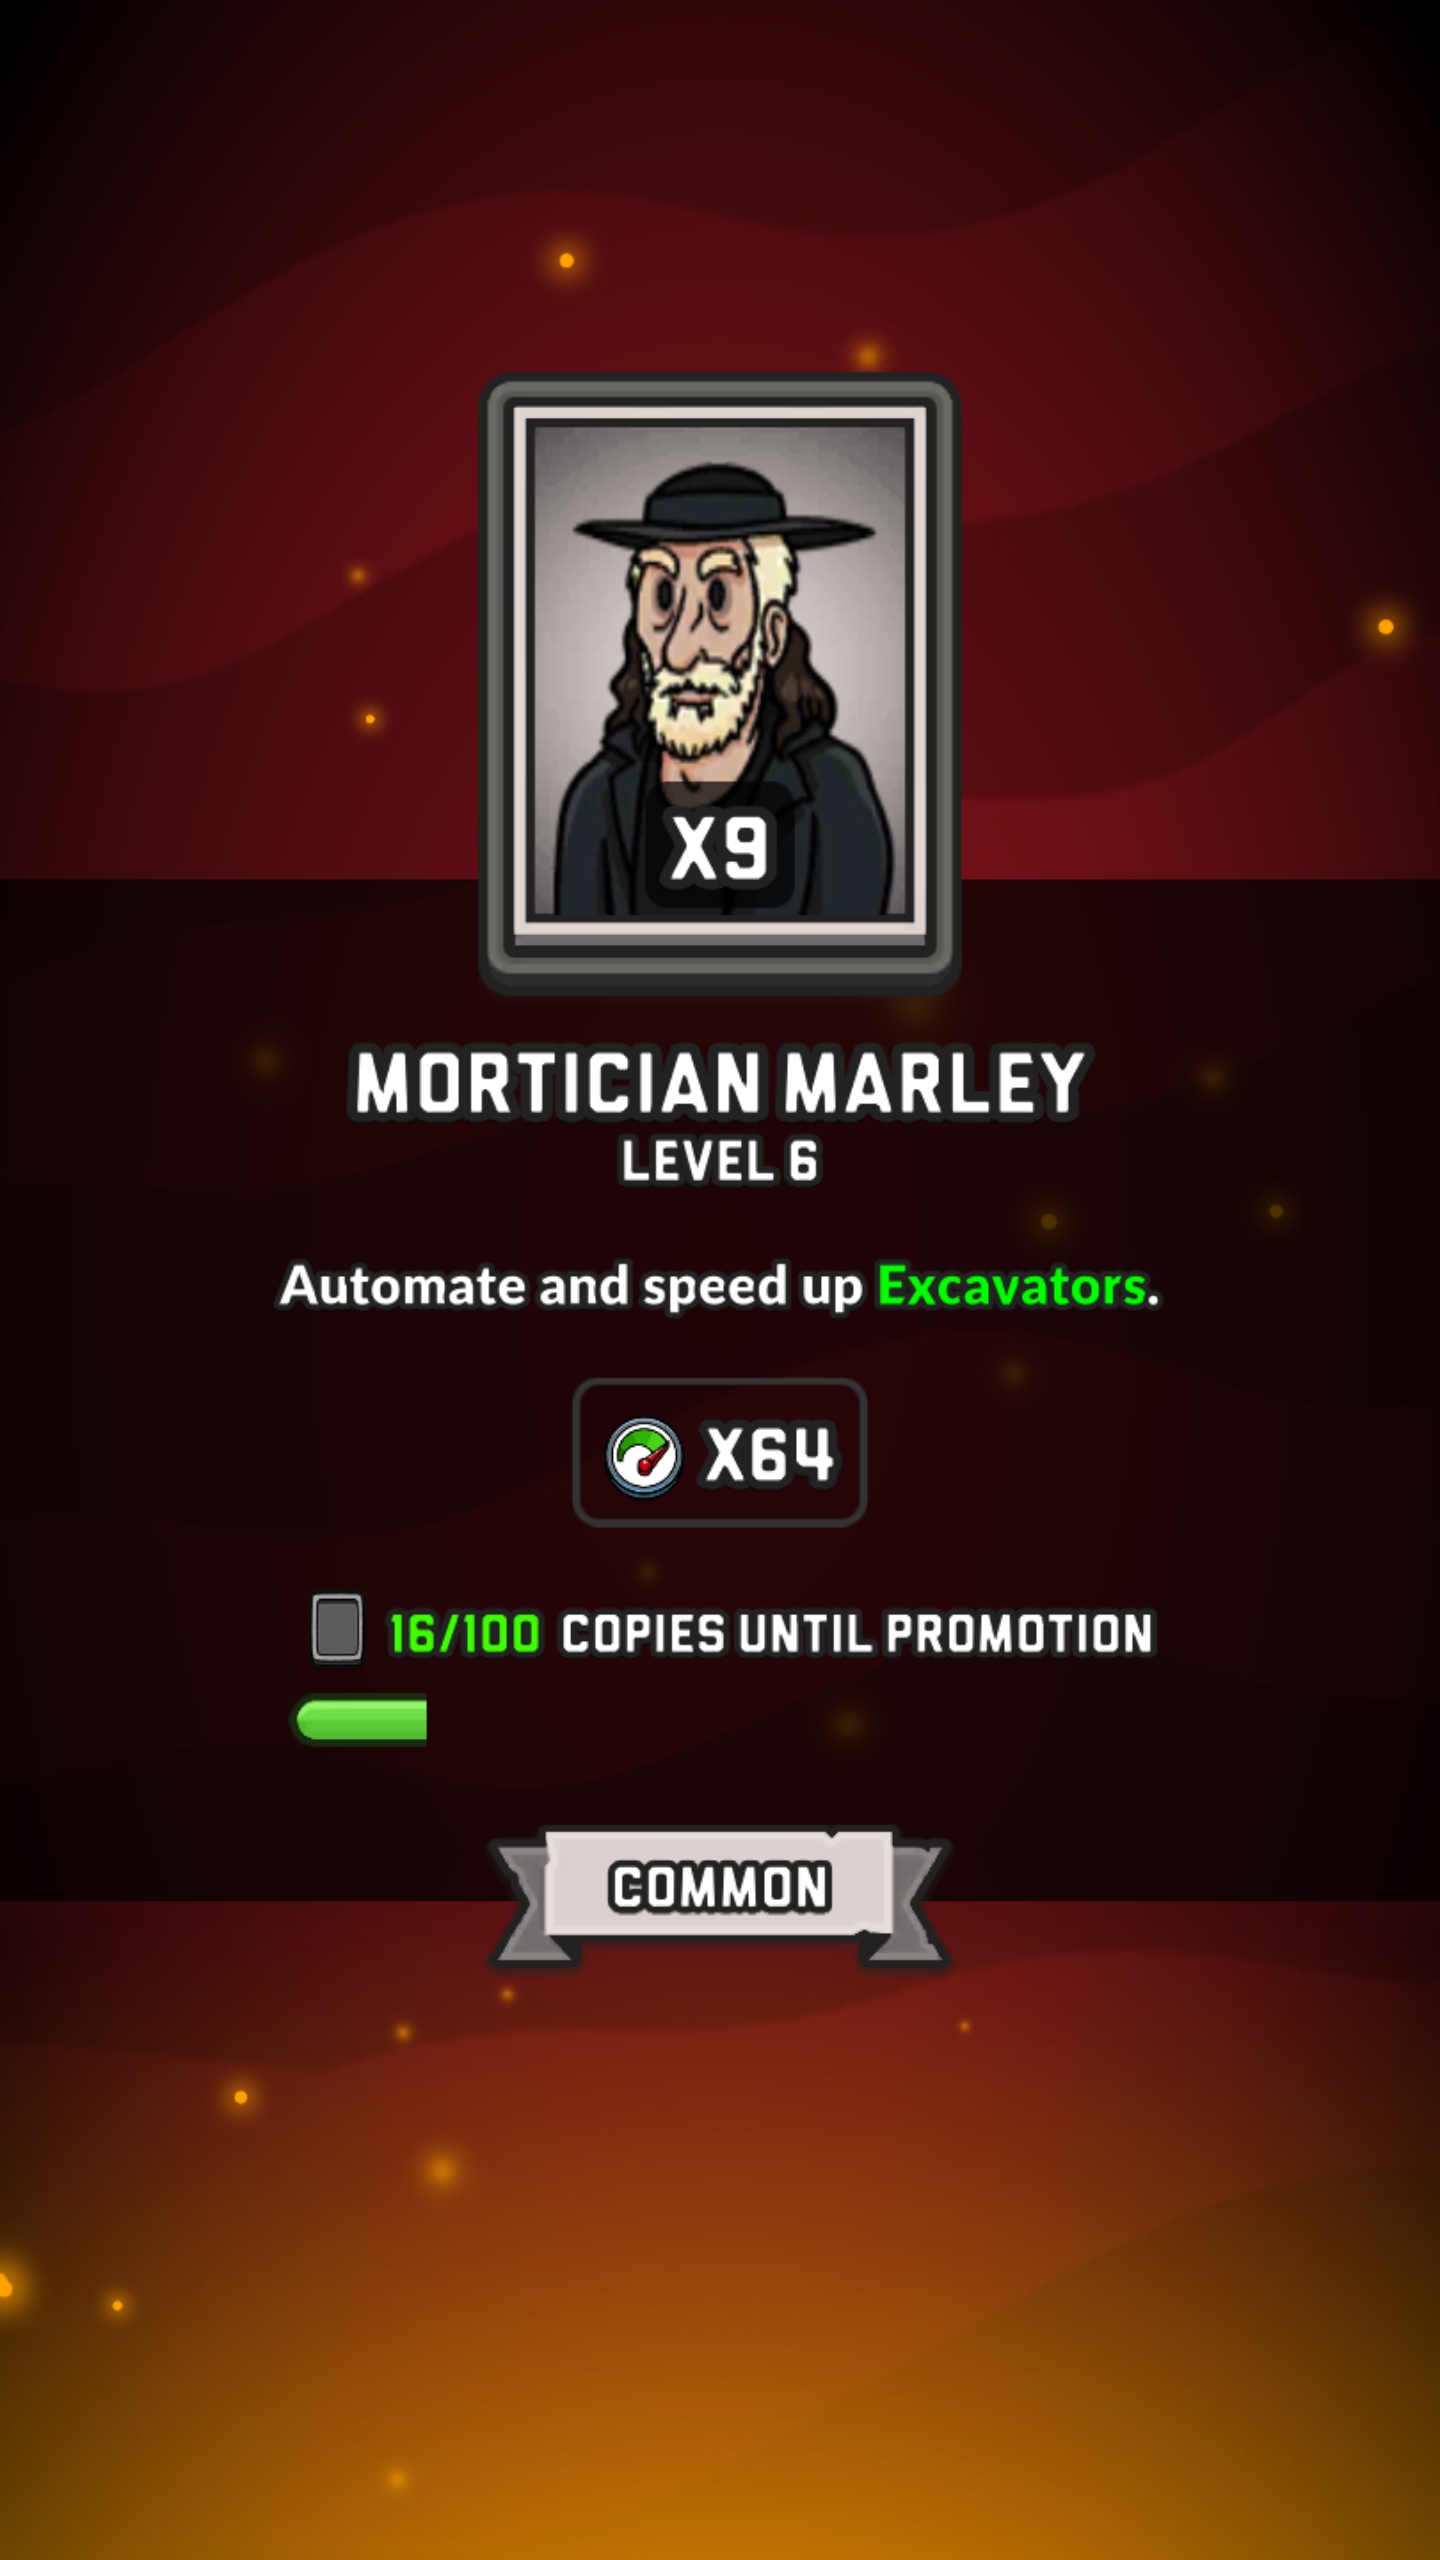 X9
MORTICIAN MARLEY
LEVEL 6
Automate and speed up Excavators.
X64
16/100 COPIES UNTIL PROMOTION
COMMON